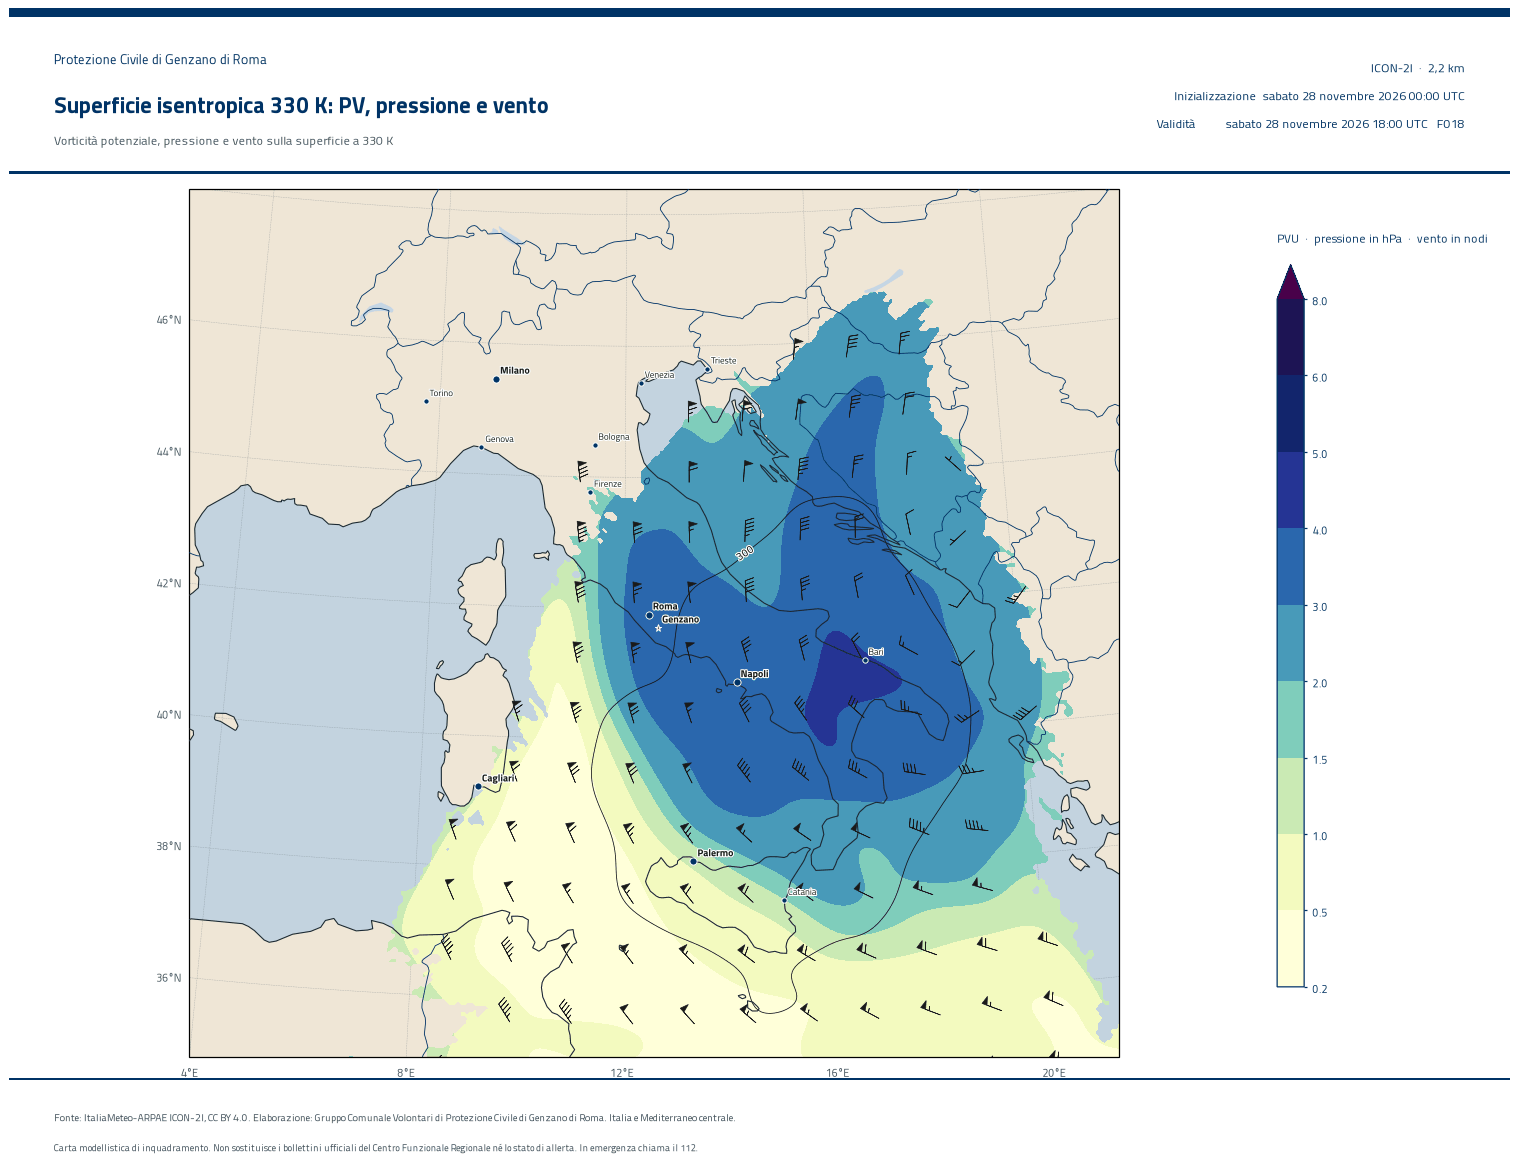 Protezione Civile di Genzano di Roma
Superficie isentropica 330 K: PV, pressione e vento
Vorticità potenziale, pressione e vento sulla superficie a 330 K
ICON-2I · 2,2 km
Inizializzazione sabato 28 novembre 2026 00:00 UTC
Validità sabato 28 novembre 2026 18:00 UTC F018
PVU · pressione in hPa · vento in nodi
8.0
6.0
5.0
4.0
3.0
2.0
1.5
1.0
0.5
0.2
46°N
44°N
42°N
40°N
38°N
36°N
4°E
8°E
12°E
16°E
20°E
Trieste
Venezia
Milano
Torino
Genova
Bologna
Firenze
300
Roma
Genzano
Bari
Napoli
Cagliari
Palermo
Catania
Fonte: ItaliaMeteo-ARPAE ICON-2I, CC BY 4.0. Elaborazione: Gruppo Comunale Volontari di Protezione Civile di Genzano di Roma. Italia e Mediterraneo centrale.
Carta modellistica di inquadramento. Non sostituisce i bollettini ufficiali del Centro Funzionale Regionale né lo stato di allerta. In emergenza chiama il 112.